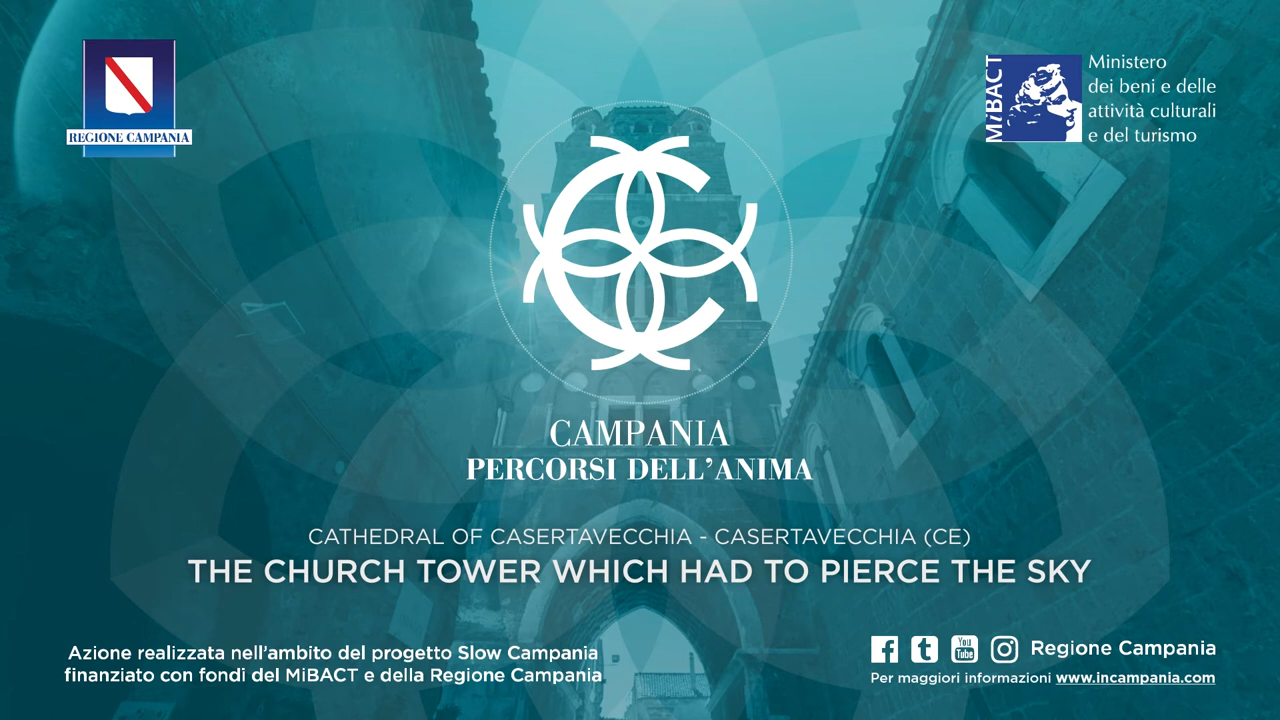 REGIONE CAMPANIA
MiBACT
Ministero
dei beni e delle
attività culturali
e del turismo
CAMPANIA
PERCORSI DELL'ANIMA
CATHEDRAL OF CASERTAVECCHIA - CASERTAVECCHIA (CE)
THE CHURCH TOWER WHICH HAD TO PIERCE THE SKY
Azione realizzata nell'ambito del progetto Slow Campania
finanziato con fondi del MiBACT e della Regione Campania
f t You Tube Regione Campania
Per maggiori informazioni www.incampania.com